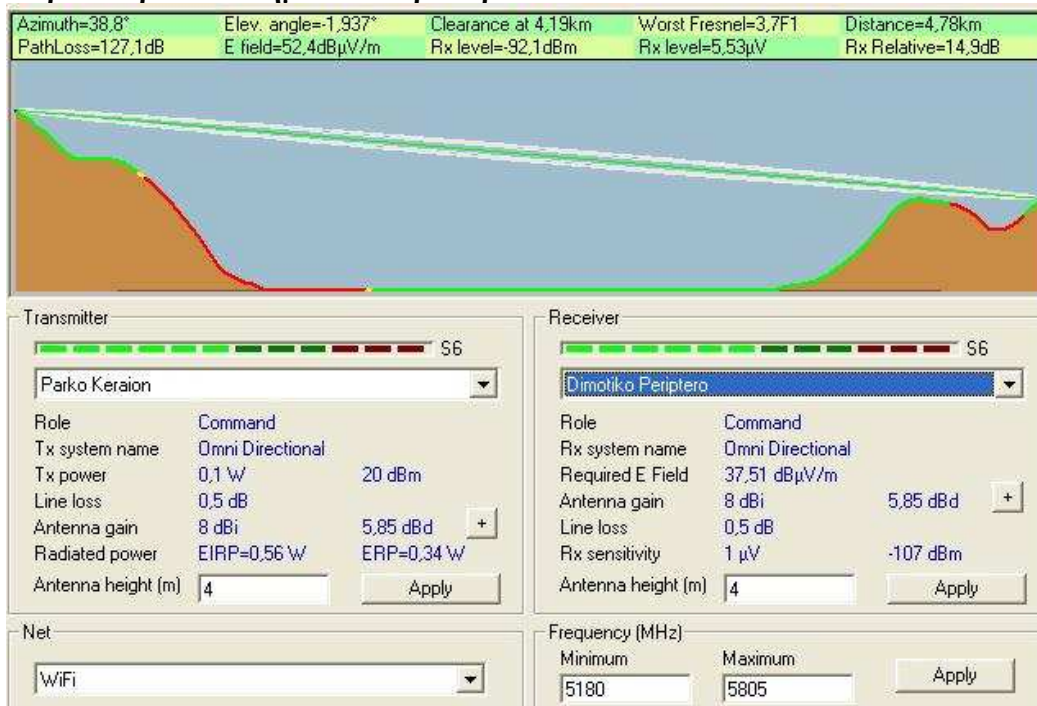 Azimuth=38,8° Elev. angle=-1,937° Clearance at 4,19km Worst Fresnel=3,7F1 Distance=4,78km
PathLoss=127,1dB E field=52,4dBµV/m Rx level=-92,1dBm Rx level=5,53µV Rx Relative=14,9dB
Transmitter
S6
Parko Keraion
Role Command
Tx system name Omni Directional
Tx power 0,1 W 20 dBm
Line loss 0,5 dB
Antenna gain 8 dBi 5,85 dBd +
Radiated power EIRP=0,56 W ERP=0,34 W
Antenna height (m) 4 Apply
Net
WiFi
Receiver
S6
Dimotiko Periptero
Role Command
Rx system name Omni Directional
Required E Field 37,51 dBµV/m
Antenna gain 8 dBi 5,85 dBd +
Line loss 0,5 dB
Rx sensitivity 1 µV -107 dBm
Antenna height (m) 4 Apply
Frequency (MHz)
Minimum Maximum
5180 5805 Apply